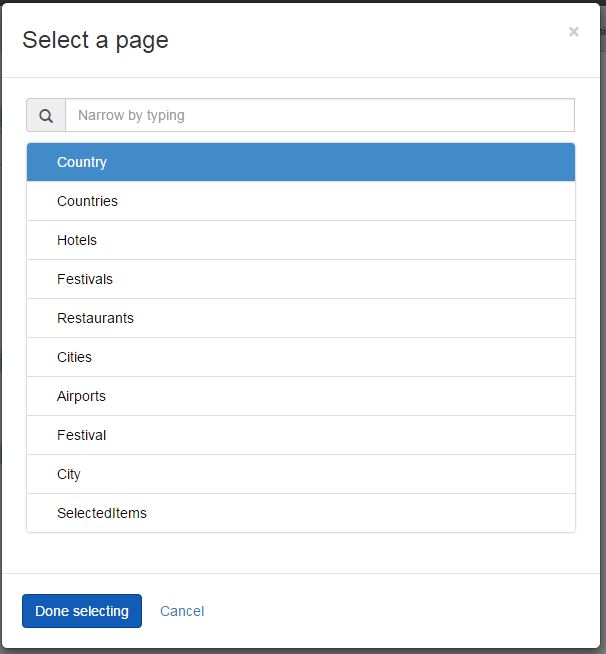 Select a page
×
Narrow by typing
Country
Countries
Hotels
Festivals
Restaurants
Cities
Airports
Festival
City
SelectedItems
Done selecting Cancel